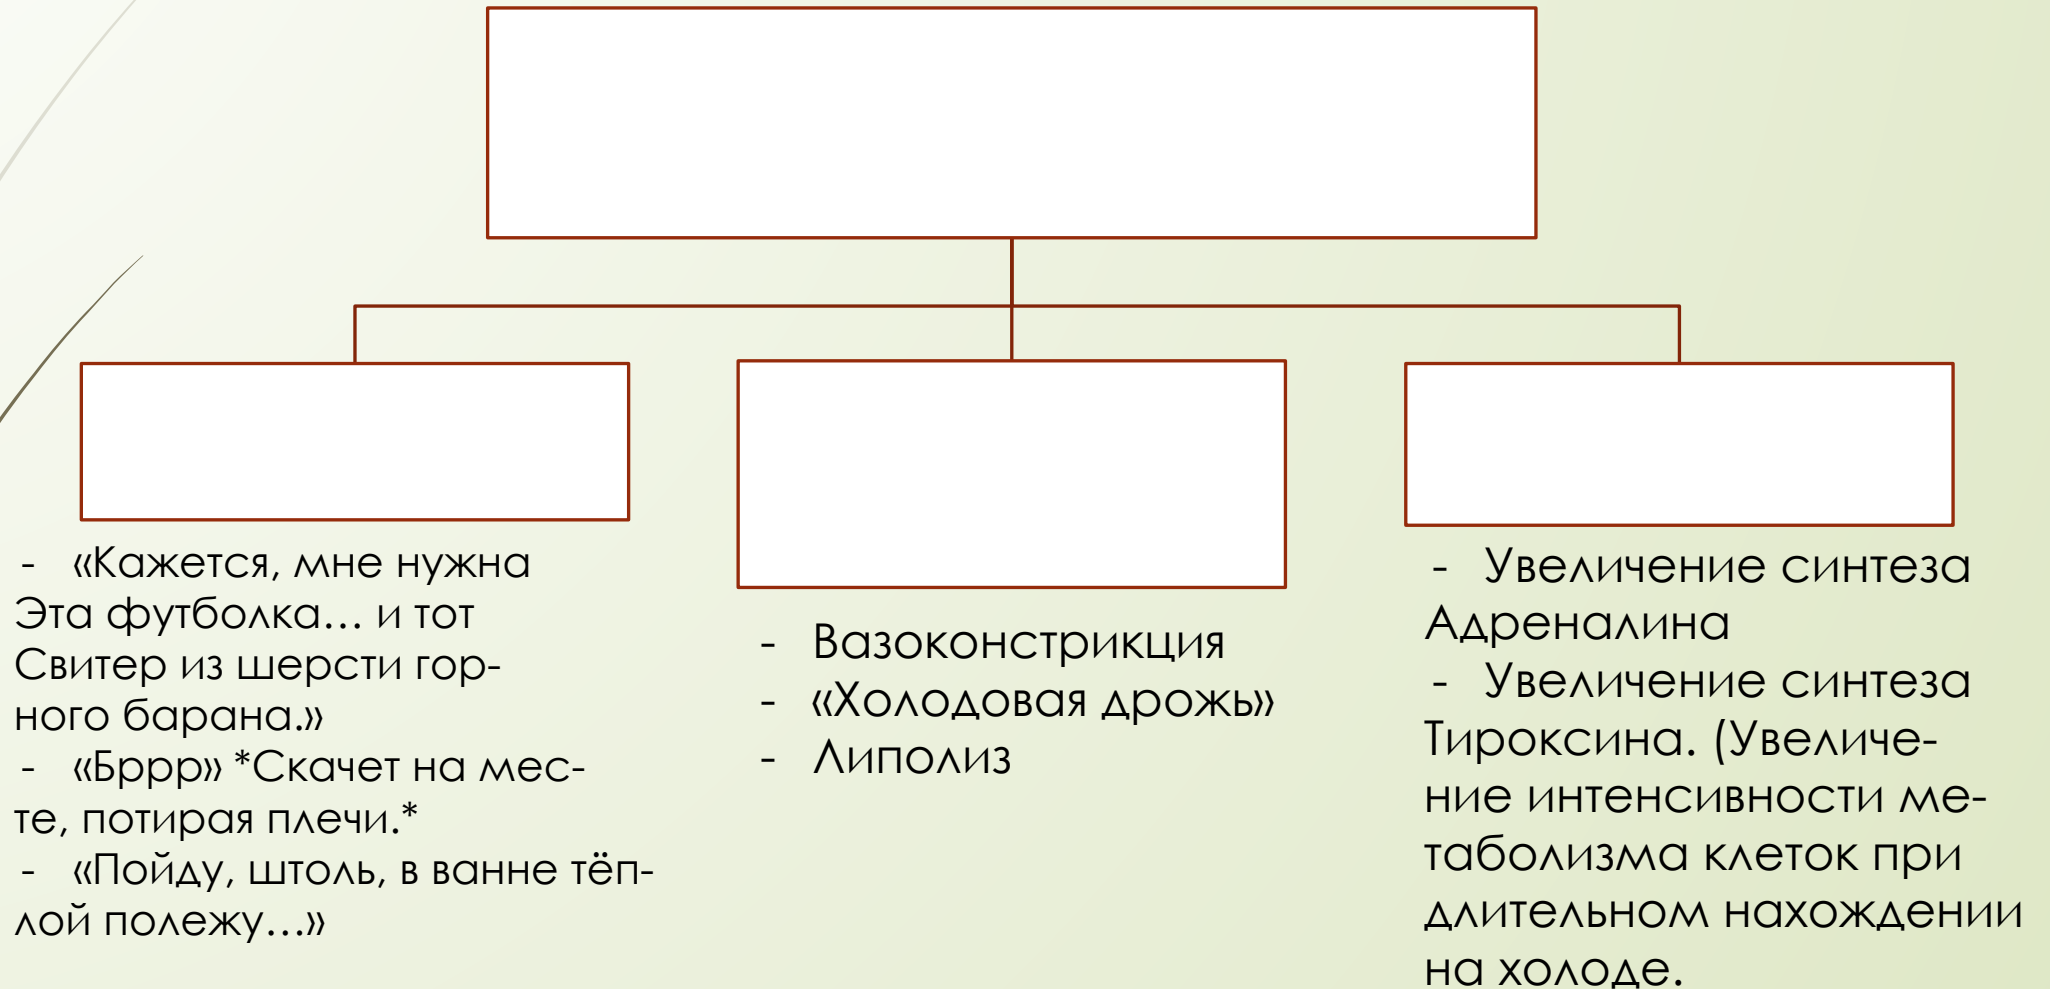 - «Кажется, мне нужна
Эта футболка… и тот
Свитер из шерсти гор-
ного барана.»
- «Бррр» *Скачет на мес-
те, потирая плечи.*
- «Пойду, штоль, в ванне тёп-
лой полежу…»
- Вазоконстрикция
- «Холодовая дрожь»
- Липолиз
- Увеличение синтеза
Адреналина
- Увеличение синтеза
Тироксина. (Увеличе-
ние интенсивности ме-
таболизма клеток при
длительном нахождении
на холоде.